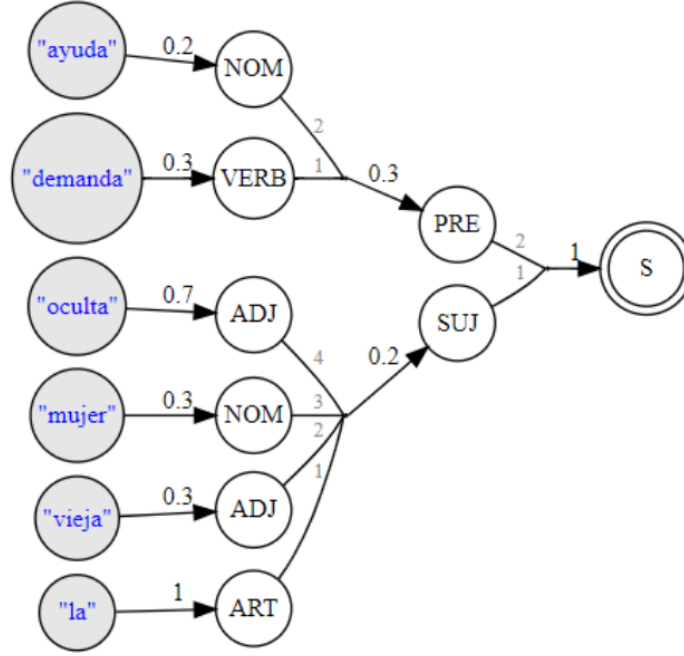 "ayuda" 0.2 NOM
2
"demanda" 0.3 VERB 1 0.3
PRE 2
1 S
1
"oculta" 0.7 ADJ SUJ
4 0.2
"mujer" 0.3 NOM 3
2
"vieja" 0.3 ADJ 1
"la" 1 ART